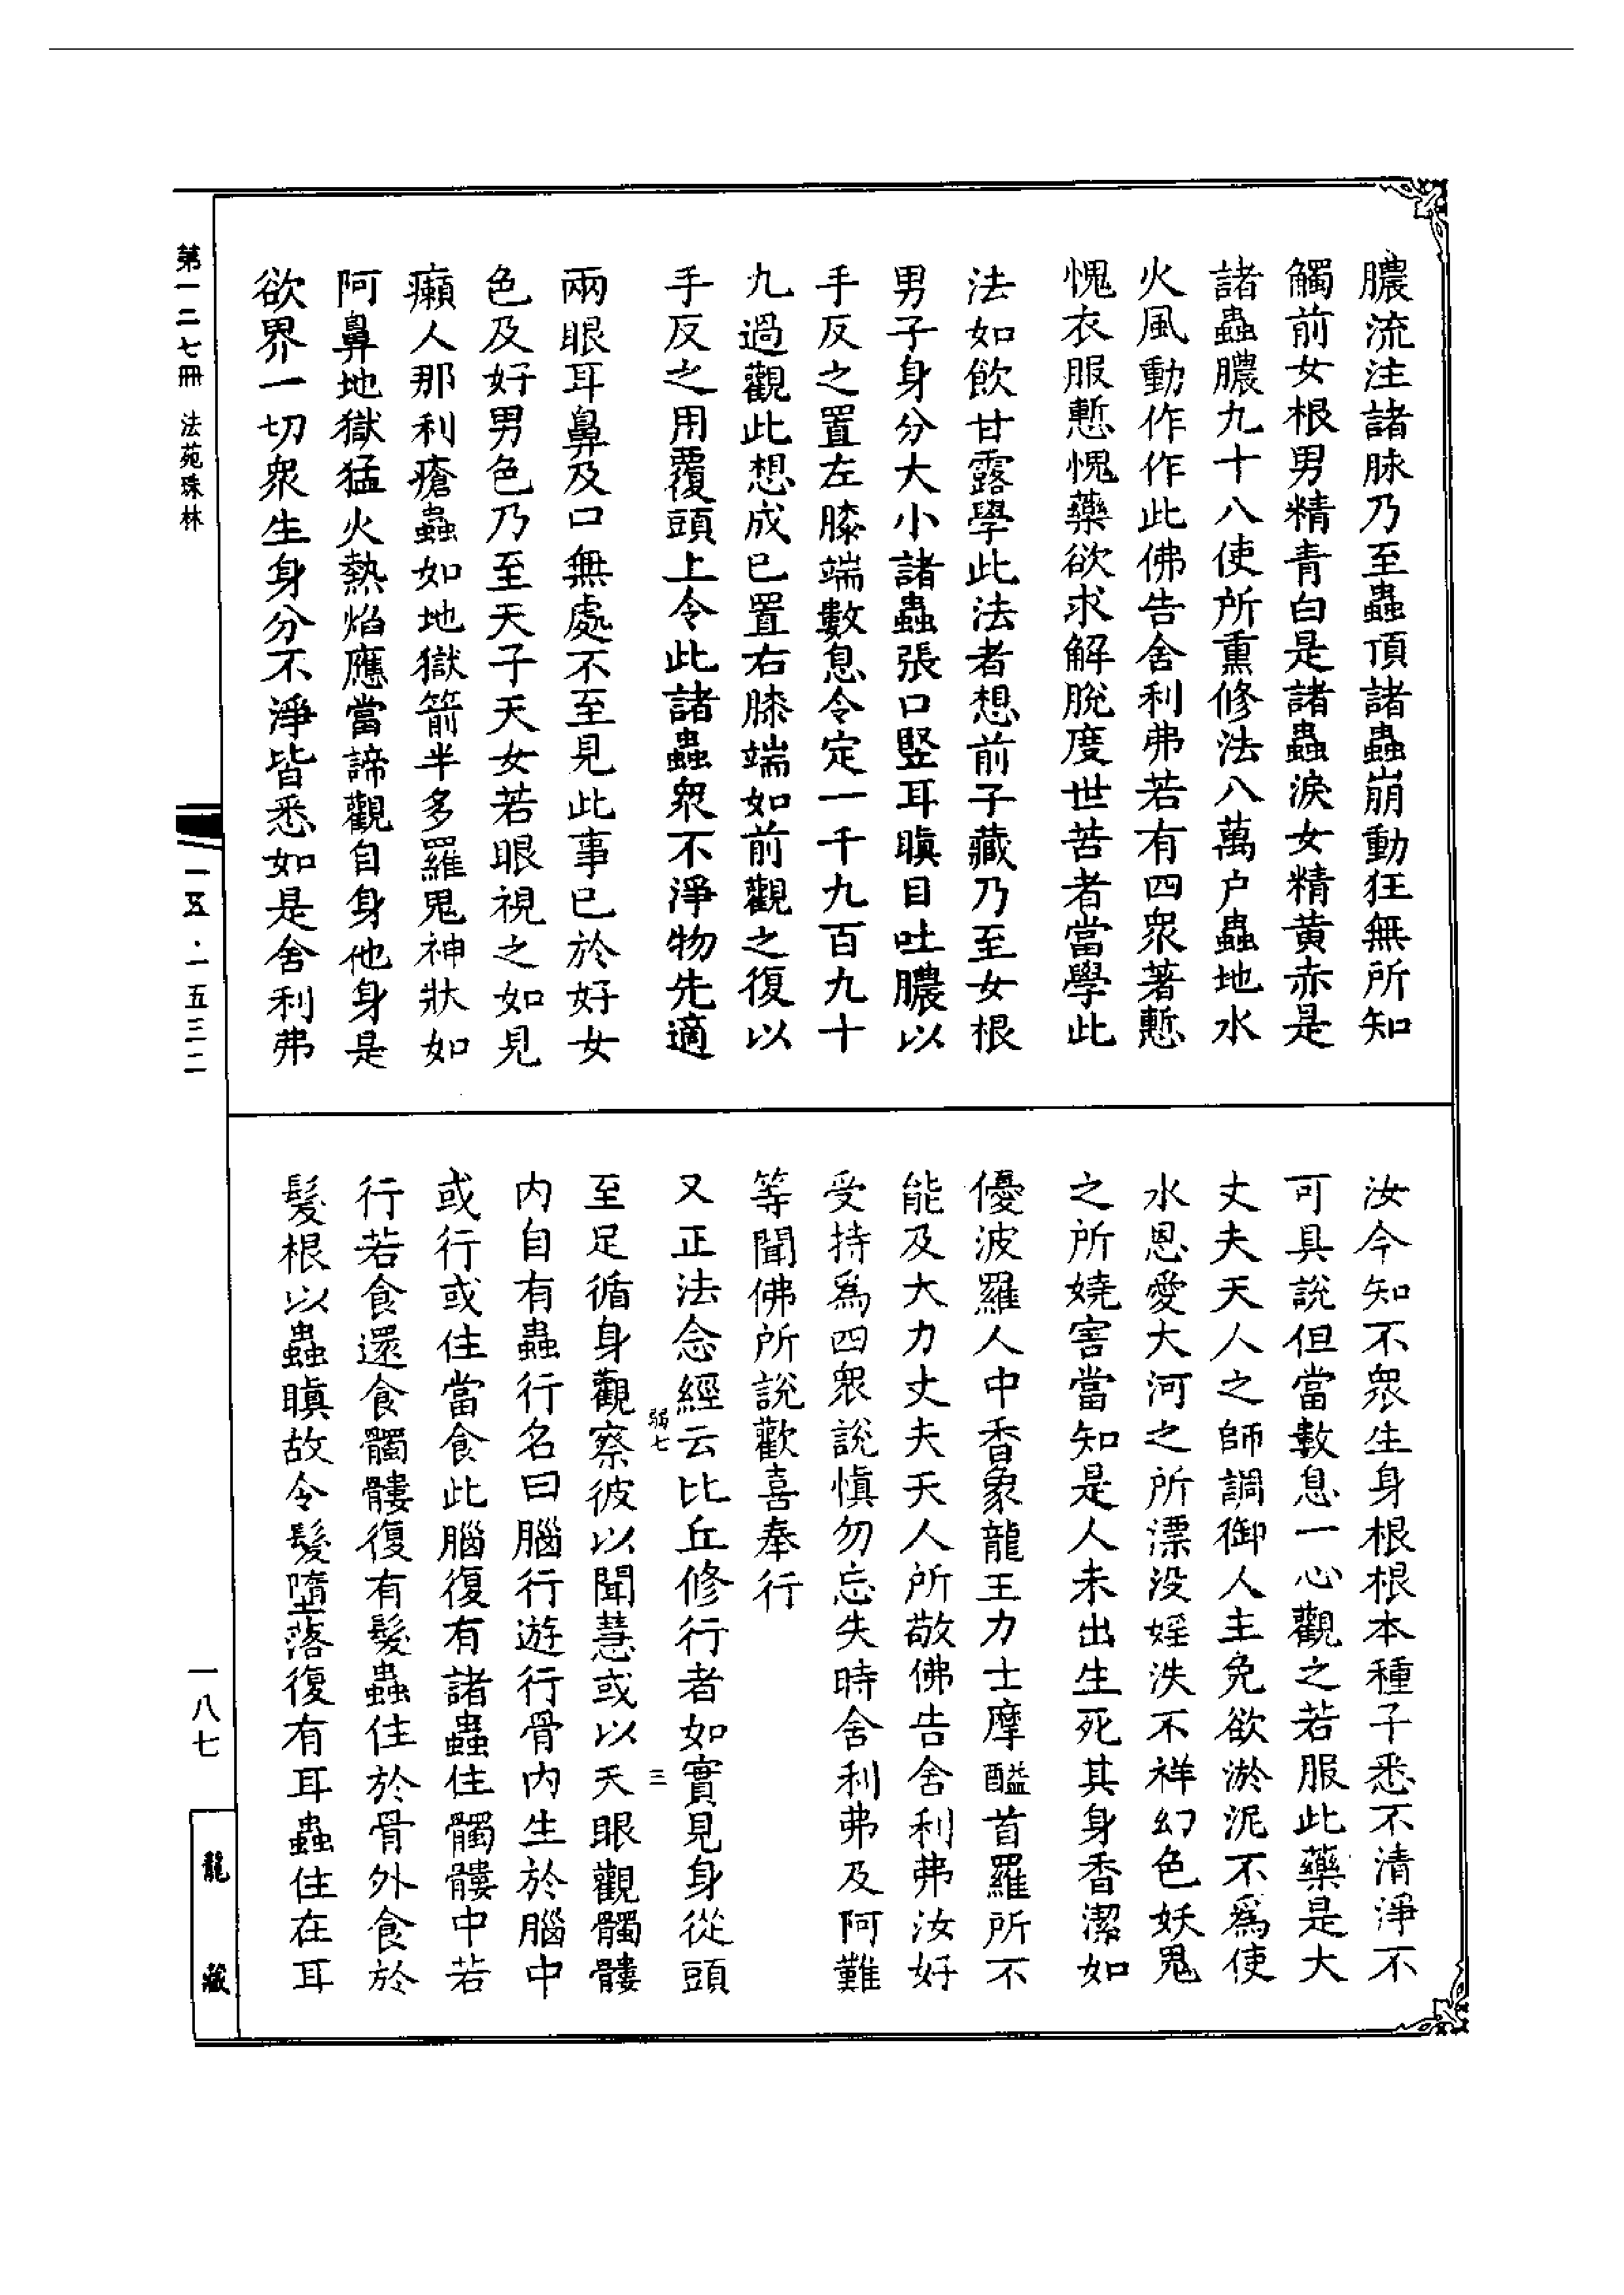 膿流注諸脉乃至蟲頂諸蟲崩動狂無所知
觸前女根男精青白是諸蟲淚女精黄赤是
諸蟲膿九十八使所熏修法八萬户蟲地水
火風動作作此佛告舍利弗若有四衆著慙
愧衣服慙愧藥欲求解脫度世苦者當學此
法如飲甘露學此法者想前子藏乃至女根
男子身分大小諸蟲張口竪耳瞋目吐膿以
手反之置左膝端數息令定一千九百九十
九過觀此想成已置右膝端如前觀之復以
手反之用覆頭上令此諸蟲衆不淨物先適
兩眼耳鼻及口無處不至見此事已於好女
色及好男色乃至天子天女若眼視之如見
癩人那利瘡蟲如地獄箭半多羅鬼神狀如
阿鼻地獄猛火熱焰應當諦觀自身他身是
欲界一切衆生身分不淨皆悉如是舍利弗
汝今知不衆生身根根本種子悉不清淨不
可具說但當數息一心觀之若服此藥是大
丈夫天人之師調御人主免欲淤泥不爲使
水恩愛大河之所漂没婬泆不祥幻色妖鬼
之所嬈害當知是人未出生死其身香潔如
優波羅人中香象龍王力士摩醯首羅所不
能及大力丈夫天人所敬佛告舍利弗汝好
受持爲四衆說慎勿忘失時舍利弗及阿難
等聞佛所說歡喜奉行
又正法念經云比丘修行者如實見身從頭
弱七 三
至足循身觀察彼以聞慧或以天眼觀髑髏
内自有蟲行名曰腦行遊行骨内生於腦中
或行或住當食此腦復有諸蟲住髑髏中若
行若食還食髑髏復有髮蟲住於骨外食於
髮根以蟲瞋故令髮墮落復有耳蟲住在耳
第一二七冊 法苑珠林
一五·一五三二
一八七
龍藏